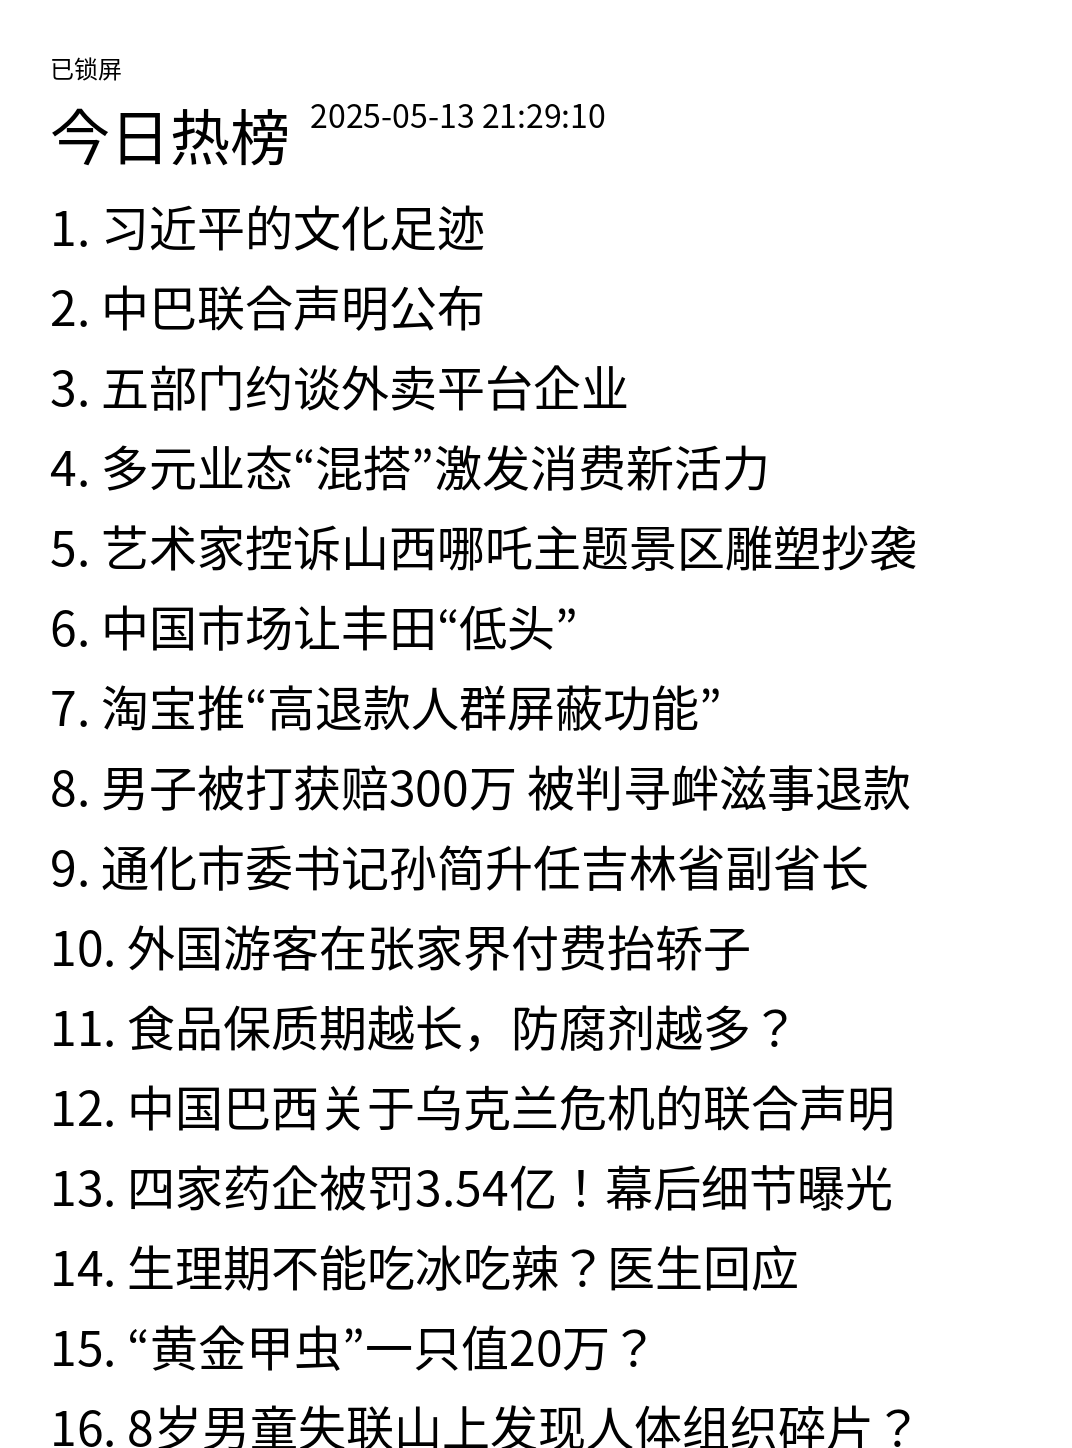 已锁屏
今日热榜 2025-05-13 21:29:10
1. 习近平的文化足迹
2. 中巴联合声明公布
3. 五部门约谈外卖平台企业
4. 多元业态“混搭”激发消费新活力
5. 艺术家控诉山西哪吒主题景区雕塑抄袭
6. 中国市场让丰田“低头”
7. 淘宝推“高退款人群屏蔽功能”
8. 男子被打获赔300万 被判寻衅滋事退款
9. 通化市委书记孙简升任吉林省副省长
10. 外国游客在张家界付费抬轿子
11. 食品保质期越长，防腐剂越多？
12. 中国巴西关于乌克兰危机的联合声明
13. 四家药企被罚3.54亿！幕后细节曝光
14. 生理期不能吃冰吃辣？医生回应
15. “黄金甲虫”一只值20万？
16. 8岁男童失联山上发现人体组织碎片？